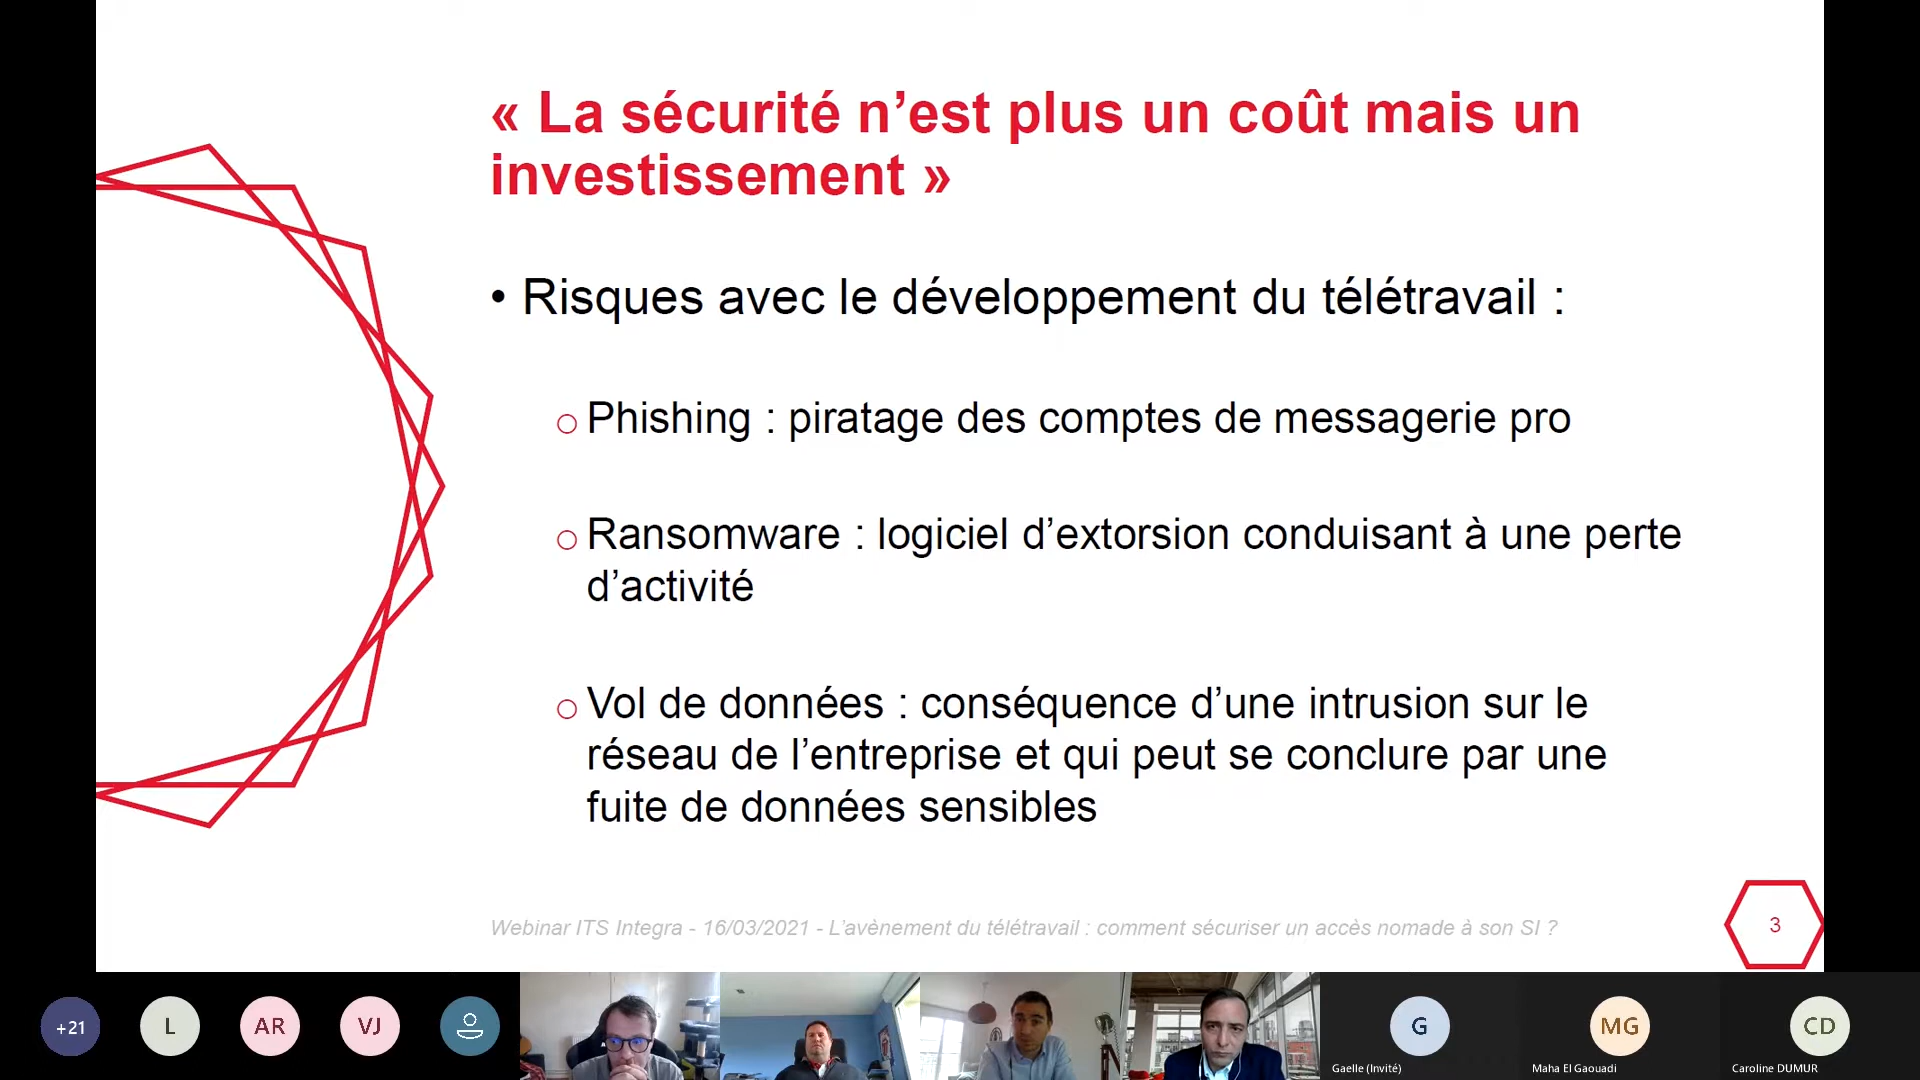 « La sécurité n’est plus un coût mais un
investissement »
• Risques avec le développement du télétravail :
Phishing : piratage des comptes de messagerie pro
Ransomware : logiciel d’extorsion conduisant à une perte
d’activité
Vol de données : conséquence d’une intrusion sur le
réseau de l’entreprise et qui peut se conclure par une
fuite de données sensibles
Webinar ITS Integra - 16/03/2021 - L’avènement du télétravail : comment sécuriser un accès nomade à son SI ?
3
+21
L
AR
VJ
G
MG
CD
Gaelle (Invité)
Maha El Gaouadi
Caroline DUMUR